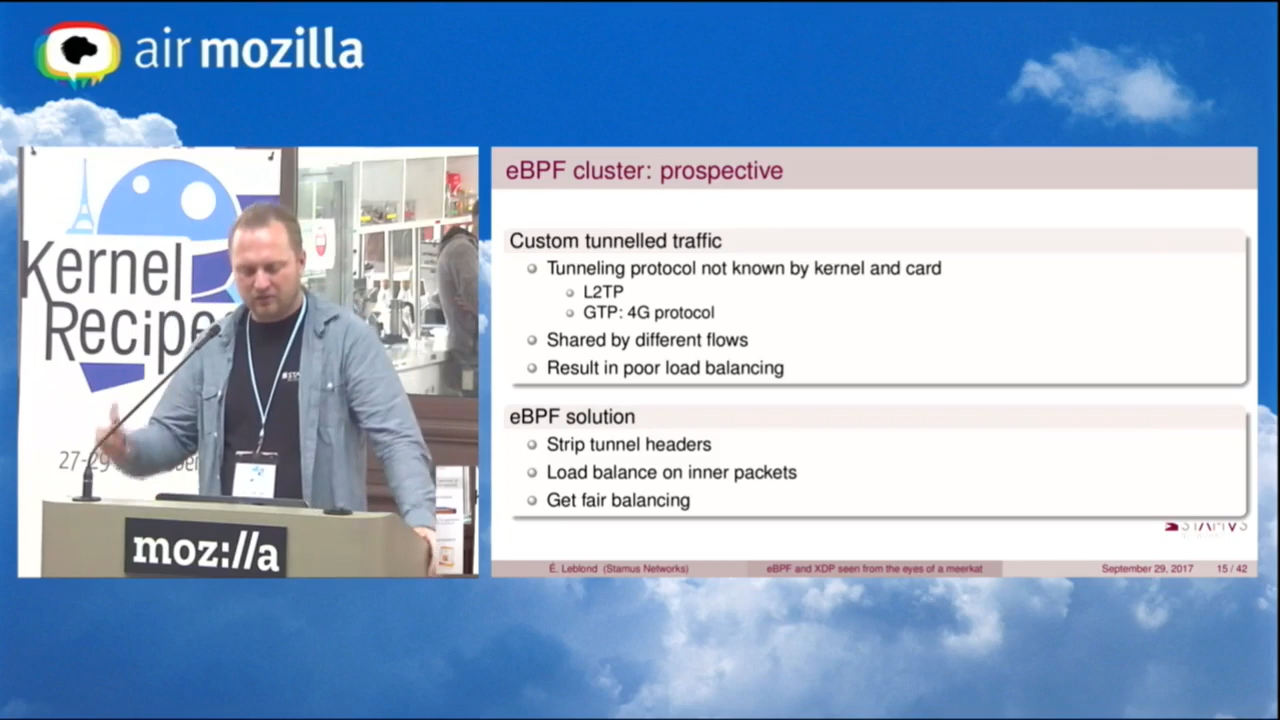 air mozilla
Kernel
Recipe
27-29
moz://a
eBPF cluster: prospective
Custom tunnelled traffic
Tunneling protocol not known by kernel and card
L2TP
GTP: 4G protocol
Shared by different flows
Result in poor load balancing
eBPF solution
Strip tunnel headers
Load balance on inner packets
Get fair balancing
STAMUS
É. Leblond (Stamus Networks)
eBPF and XDP seen from the eyes of a meerkat
September 29, 2017
15 / 42